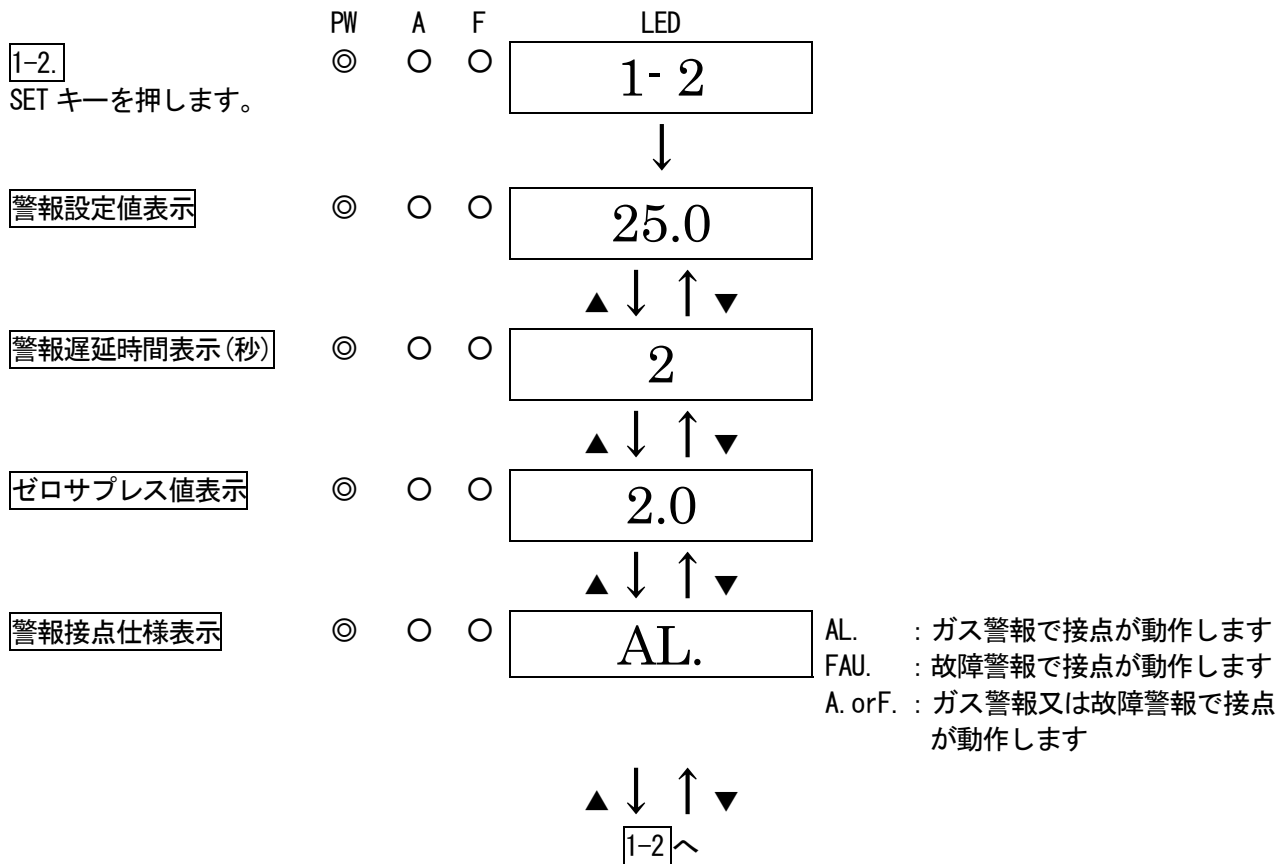 PW A F LED
1-2. ◎ ○ ○ 1- 2
SET キーを押します。
↓
警報設定値表示 ◎ ○ ○ 25.0
▲ ↓ ↑ ▼
警報遅延時間表示(秒) ◎ ○ ○ 2
▲ ↓ ↑ ▼
ゼロサプレス値表示 ◎ ○ ○ 2.0
▲ ↓ ↑ ▼
警報接点仕様表示 ◎ ○ ○ AL.
AL. : ガス警報で接点が動作します
FAU. : 故障警報で接点が動作します
A.orF. : ガス警報又は故障警報で接点
が動作します
▲ ↓ ↑ ▼
1-2へ